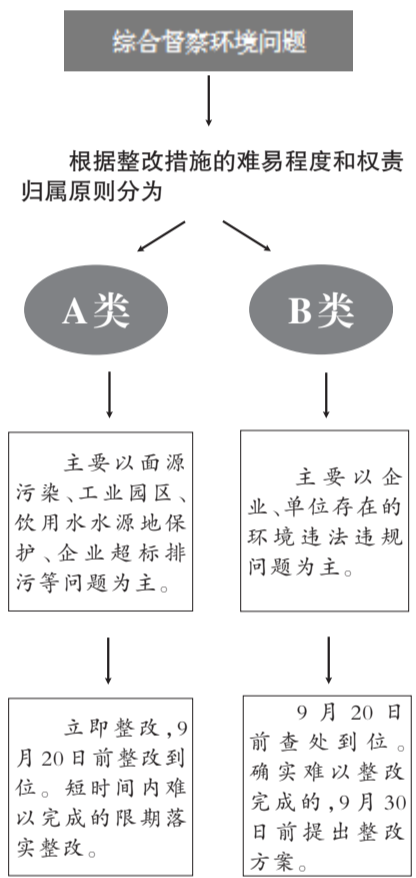 综合督察环境问题
根据整改措施的难易程度和权责
归属原则分为
A类
B类
主要以面源
污染、工业园区、
饮用水水源地保
护、企业超标排
污等问题为主。
主要以企
业、单位存在的
环境违法违规
问题为主。
立即整改,9
月20日前整改到
位。短时间内难
以完成的限期落
实整改。
9月20日
前查处到位。
确实难以整改
完成的,9月30
日前提出整改
方案。